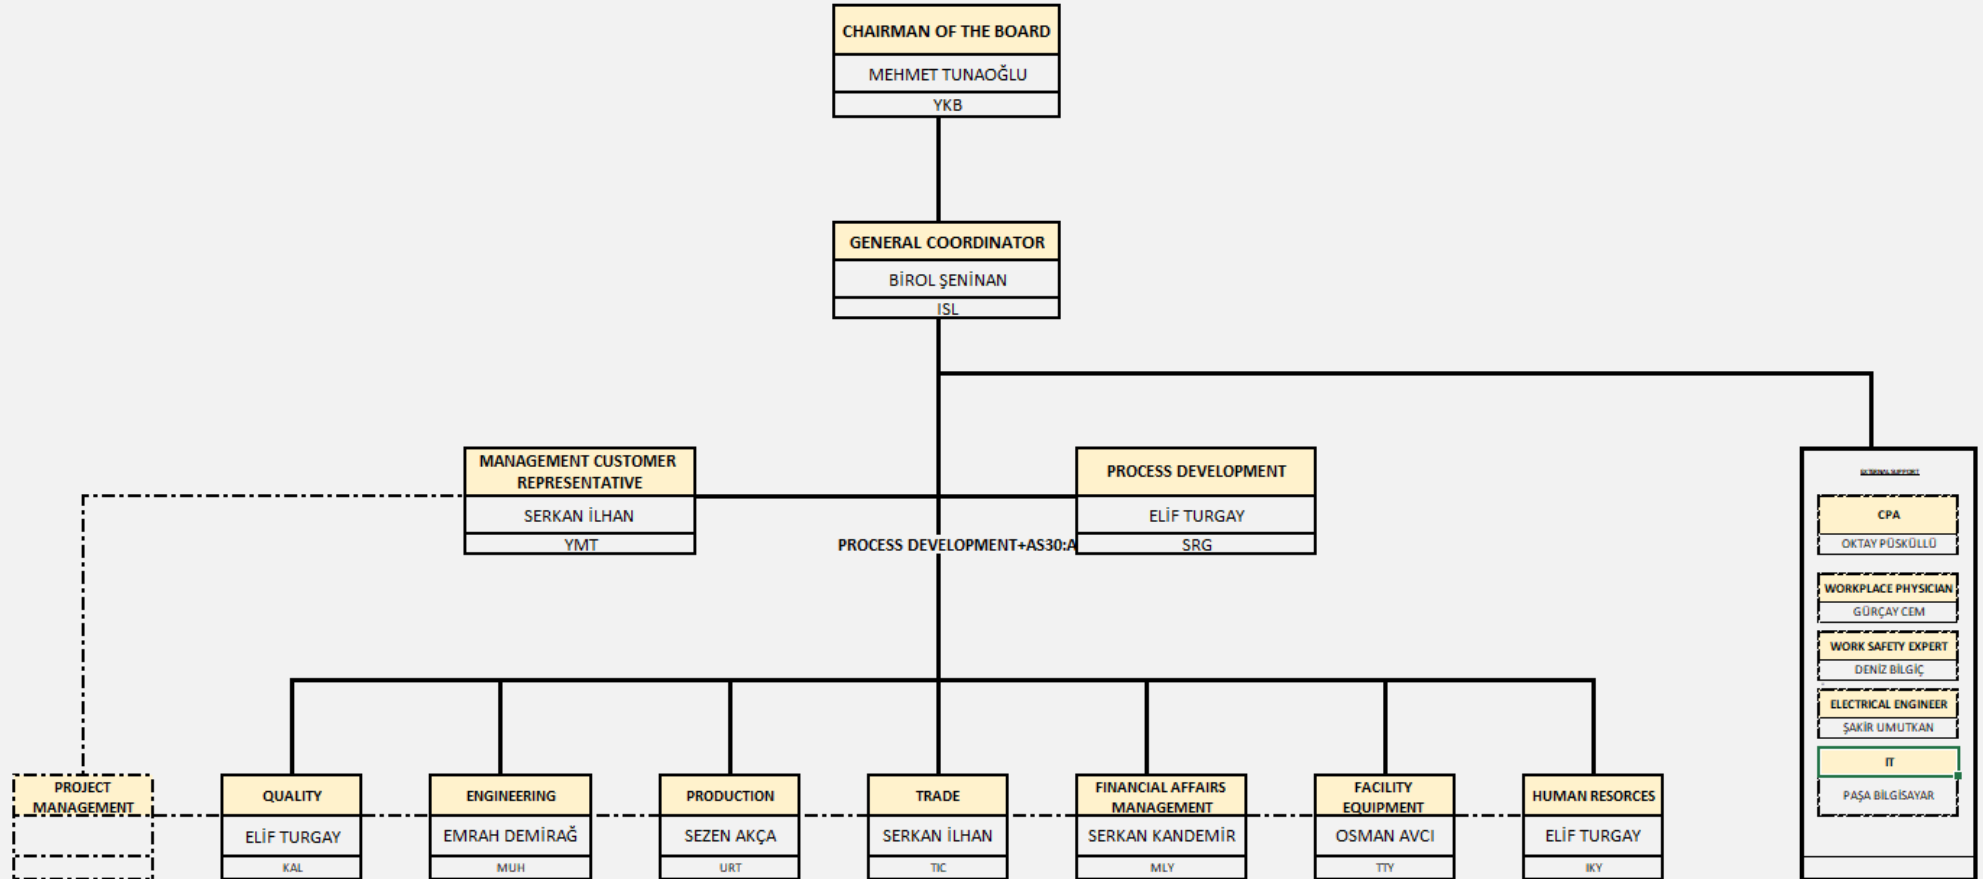 CHAIRMAN OF THE BOARD
MEHMET TUNAOĞLU
YKB
GENERAL COORDINATOR
BİROL ŞENİNAN
ISL
MANAGEMENT CUSTOMER
REPRESENTATIVE
SERKAN İLHAN
YMT
PROCESS DEVELOPMENT
ELİF TURGAY
SRG
PROCESS DEVELOPMENT+AS30:A
EXTERNAL SUPPORT
CPA
OKTAY PÜSKÜLLÜ
WORKPLACE PHYSICIAN
GÜRÇAY CEM
WORK SAFETY EXPERT
DENİZ BİLGİÇ
ELECTRICAL ENGINEER
ŞAKİR UMUTKAN
IT
PAŞA BİLGİSAYAR
PROJECT
MANAGEMENT
QUALITY
ELİF TURGAY
KAL
ENGINEERING
EMRAH DEMİRAĞ
MUH
PRODUCTION
SEZEN AKÇA
URT
TRADE
SERKAN İLHAN
TIC
FINANCIAL AFFAIRS
MANAGEMENT
SERKAN KANDEMİR
MLY
FACILITY
EQUIPMENT
OSMAN AVCI
TTY
HUMAN RESORCES
ELİF TURGAY
IKY